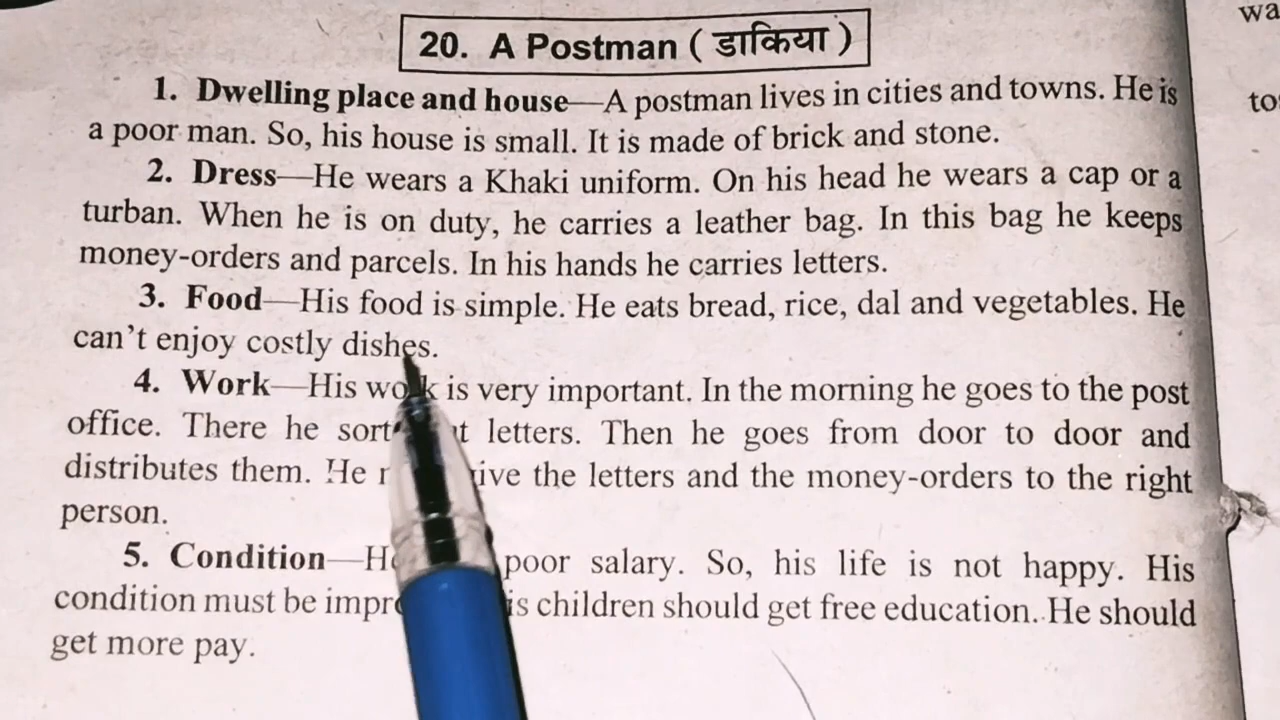 20. A Postman ( डाकिया )
1. Dwelling place and house—A postman lives in cities and towns. He is
a poor man. So, his house is small. It is made of brick and stone.
2. Dress—He wears a Khaki uniform. On his head he wears a cap or a
turban. When he is on duty, he carries a leather bag. In this bag he keeps
money-orders and parcels. In his hands he carries letters.
3. Food—His food is simple. He eats bread, rice, dal and vegetables. He
can't enjoy costly dishes.
4. Work—His work is very important. In the morning he goes to the post
office. There he letters. Then he goes from door to door and
distributes them. He the letters and the money-orders to the right
person.
5. Condition— poor salary. So, his life is not happy. His
condition must be children should get free education. He should
get more pay.
wa
to